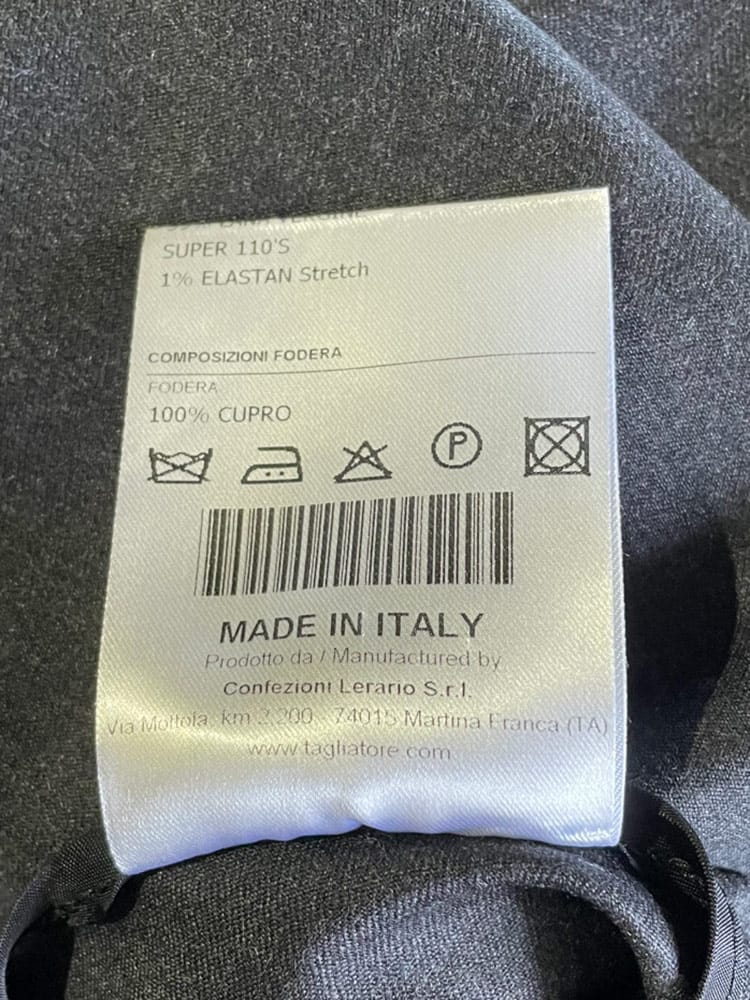 SUPER 110'S
1% ELASTAN Stretch
COMPOSIZIONI FODERA
FODERA
100% CUPRO
P
MADE IN ITALY
Prodotto da / Manufactured by
Confezioni Lerario S.r.l.
Via Mottola km 2,200 - 74015 Martina Franca (TA)
www.tagliatore.com